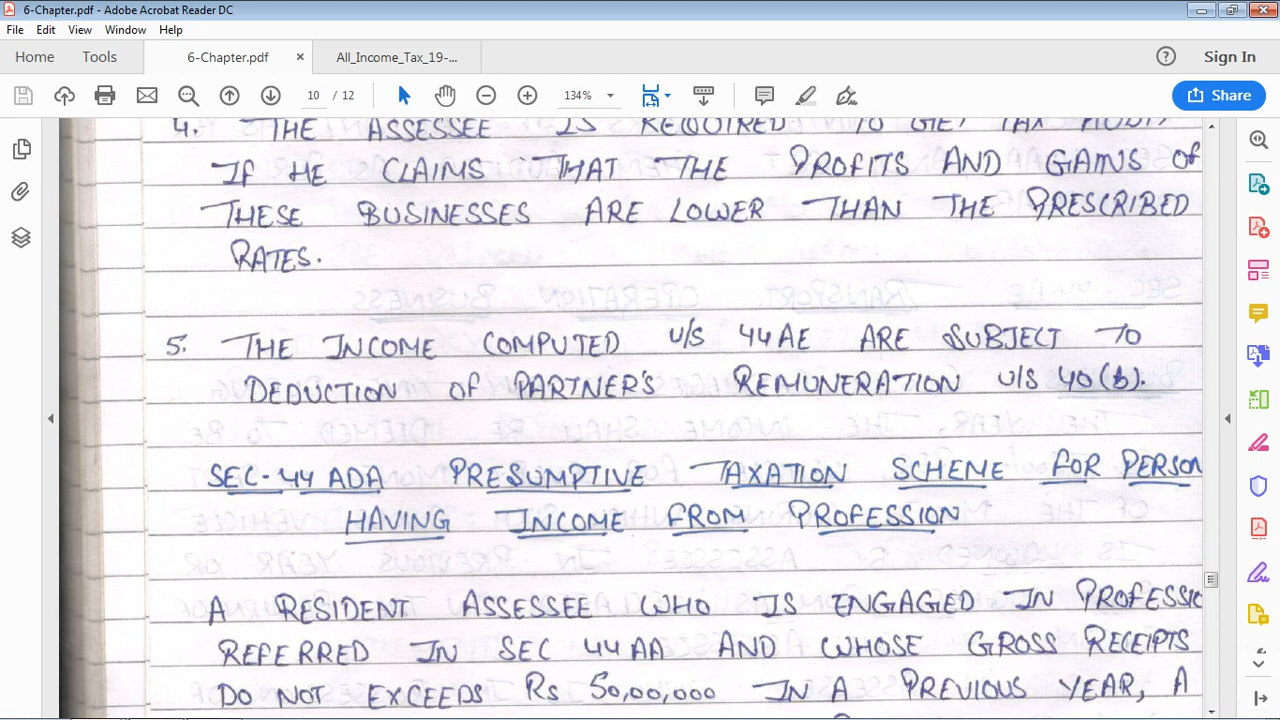 6-Chapter.pdf - Adobe Acrobat Reader DC
File Edit View Window Help
Home Tools 6-Chapter.pdf × All_Income_Tax_19-... Sign In
10 / 12 134% Share
4. THE ASSESSEE IS REQUIRED TO GET TAX AUDIT
IF HE CLAIMS THAT THE PROFITS AND GAINS OF
THESE BUSINESSES ARE LOWER THAN THE PRESCRIBED
RATES.
5. THE INCOME COMPUTED U/S 44AE ARE SUBJECT TO
DEDUCTION OF PARTNER'S REMUNERATION U/S 40(b).
SEC-44 ADA PRESUMPTIVE TAXATION SCHEME FOR PERSON
HAVING INCOME FROM PROFESSION
A RESIDENT ASSESSEE WHO IS ENGAGED IN PROFESSIO
REFERRED IN SEC 44AA AND WHOSE GROSS RECEIPTS
DO NOT EXCEEDS Rs 50,00,000 IN A PREVIOUS YEAR, A